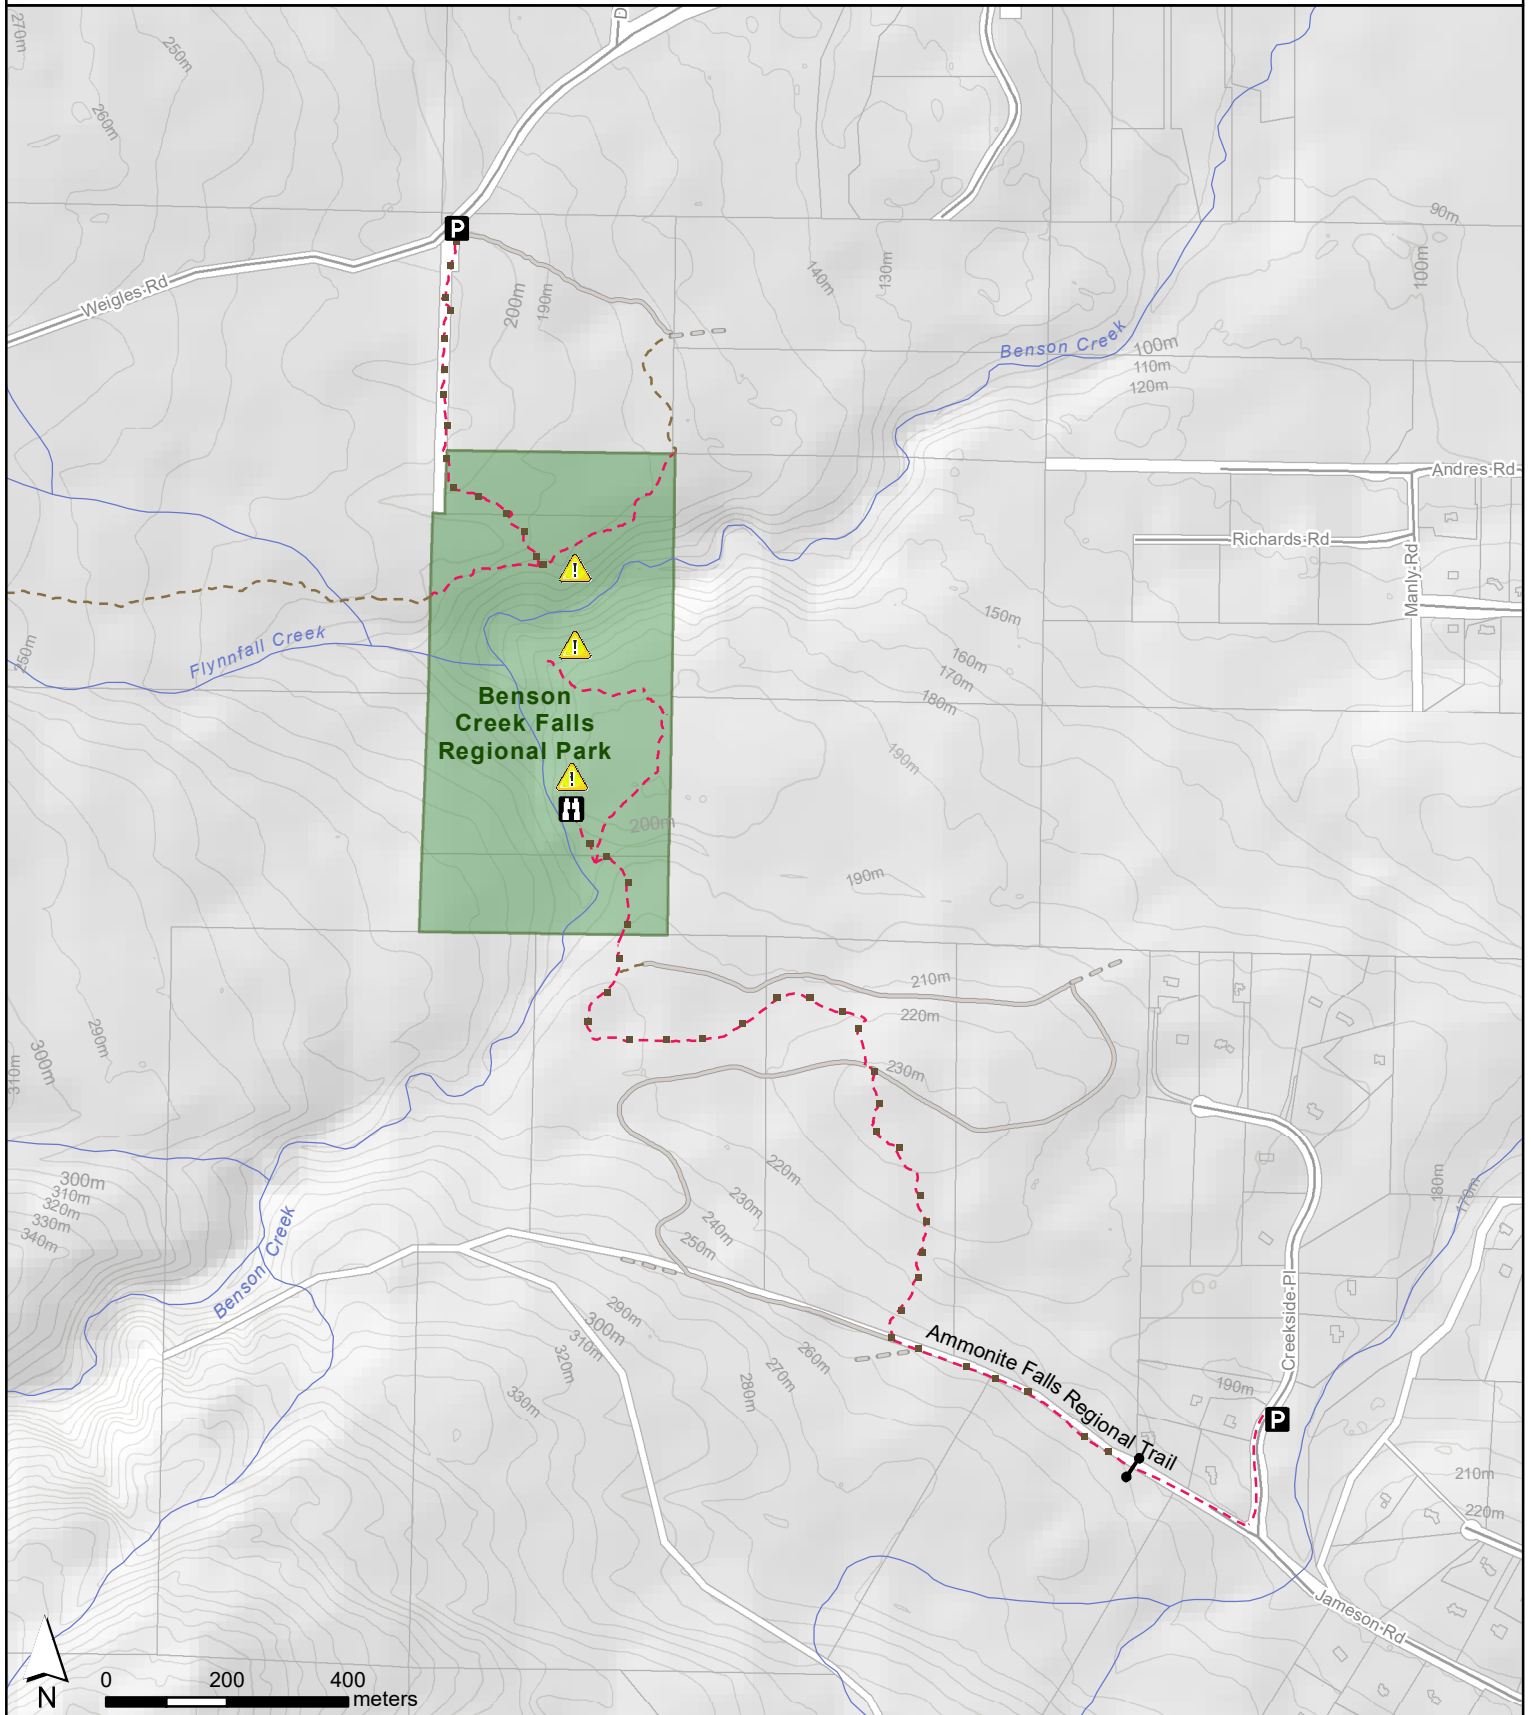 D
270m
250m
260m
P
90m
100m
140m
130m
200m
190m
Weigles Rd
Benson Creek
100m
110m
120m
Andres Rd
Richards Rd
Manly Rd
!
150m
Flynnfall Creek
250m
!
160m
170m
180m
Benson
Creek Falls
Regional Park
190m
!
200m
190m
210m
220m
290m
300m
310m
230m
220m
230m
240m
250m
300m
310m
320m
330m
340m
180m
170m
Benson Creek
290m
300m
310m
320m
330m
260m
270m
280m
Ammonite Falls Regional Trail
Creekside Pl
190m
P
210m
220m
Jameson Rd
N
0 200 400
meters